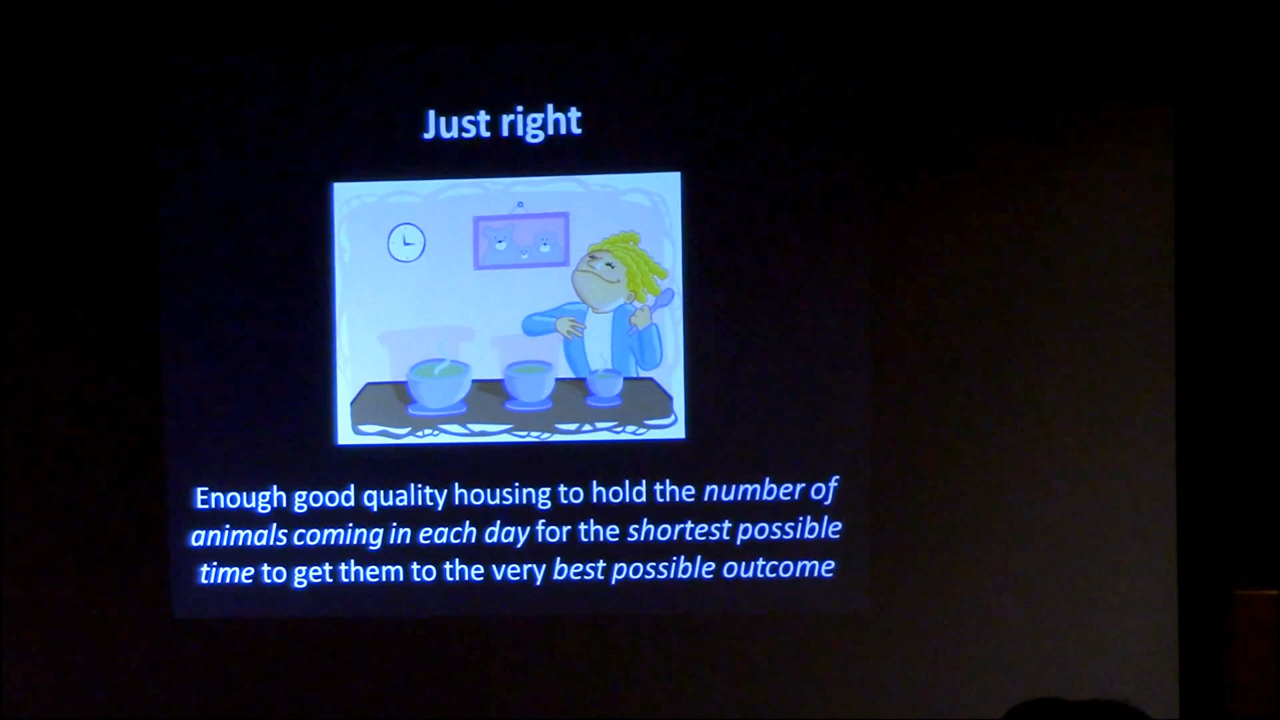 Just right
Enough good quality housing to hold the number of
animals coming in each day for the shortest possible
time to get them to the very best possible outcome